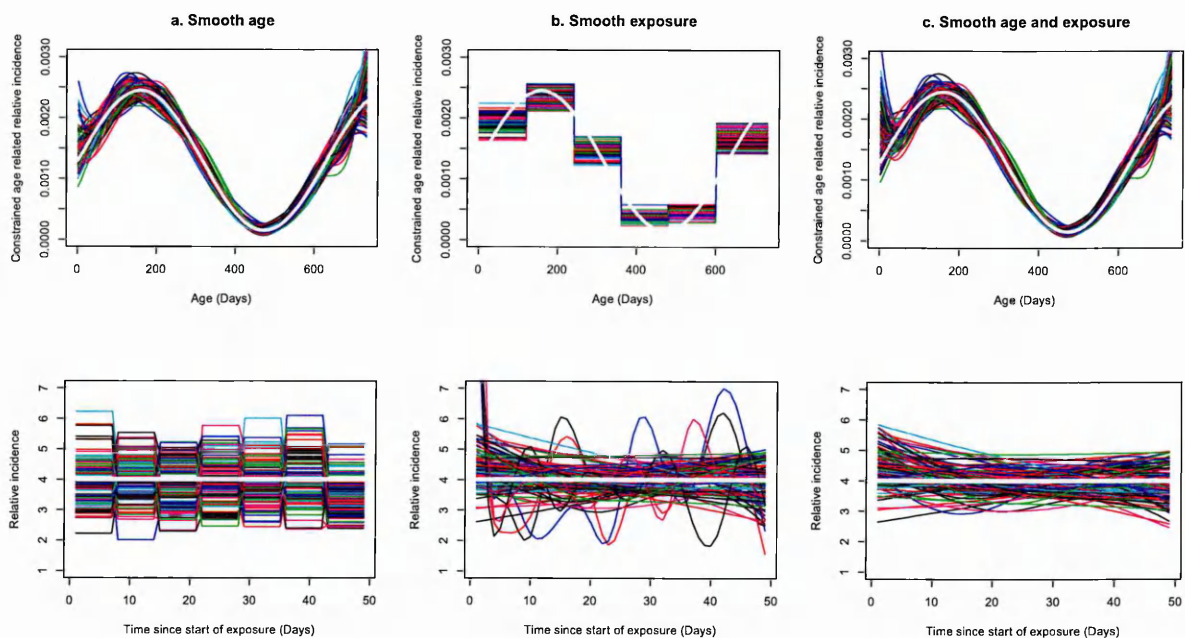 a. Smooth age
b. Smooth exposure
c. Smooth age and exposure
Constrained age related relative incidence
0.0000 0.0010 0.0020 0.0030
0 200 400 600
Age (Days)
Constrained age related relative incidence
0.0000 0.0010 0.0020 0.0030
0 200 400 600
Age (Days)
Constrained age related relative incidence
0.0000 0.0010 0.0020 0.0030
0 200 400 600
Age (Days)
Relative incidence
1 2 3 4 5 6 7
0 10 20 30 40 50
Time since start of exposure (Days)
Relative incidence
1 2 3 4 5 6 7
0 10 20 30 40 50
Time since start of exposure (Days)
Relative incidence
1 2 3 4 5 6 7
0 10 20 30 40 50
Time since start of exposure (Days)